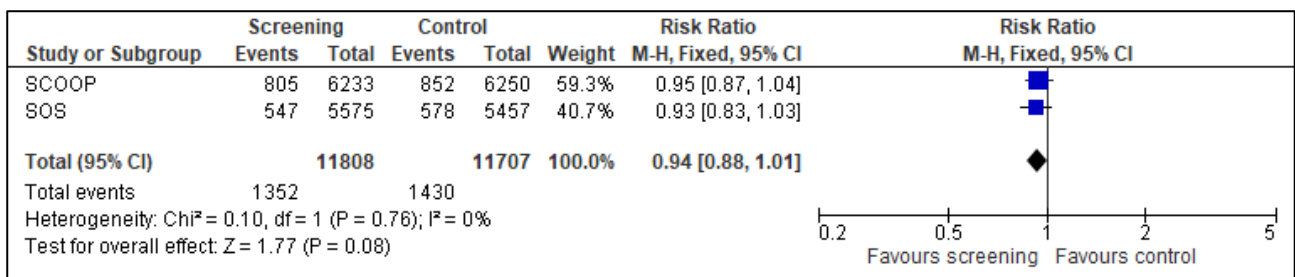 Screening Control Risk Ratio Risk Ratio
Study or Subgroup Events Total Events Total Weight M-H, Fixed, 95% CI M-H, Fixed, 95% CI
SCOOP 805 6233 852 6250 59.3% 0.95 [0.87, 1.04]
SOS 547 5575 578 5457 40.7% 0.93 [0.83, 1.03]
Total (95% CI) 11808 11707 100.0% 0.94 [0.88, 1.01]
Total events 1352 1430
Heterogeneity: Chi² = 0.10, df = 1 (P = 0.76); I² = 0%
Test for overall effect: Z = 1.77 (P = 0.08)
0.2 0.5 1 2 5
Favours screening Favours control